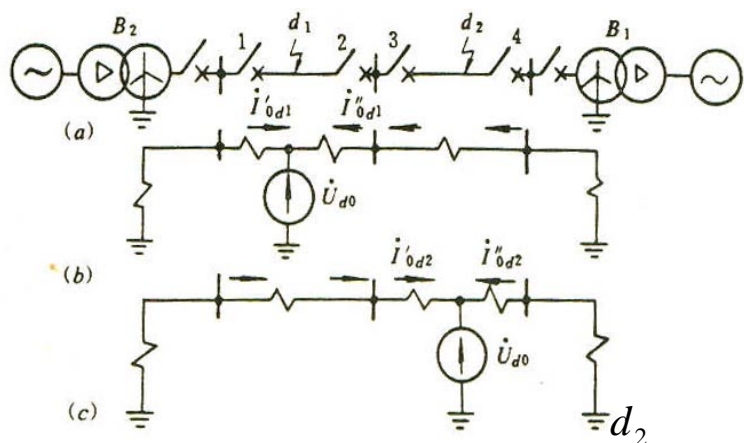 B₂ 1 d₁ 2 3 d₂ 4 B₁
(a)
İ'₀d1 İ''₀d1
U̇d0
(b)
İ'₀d2 İ''₀d2
U̇d0
(c)
d₂